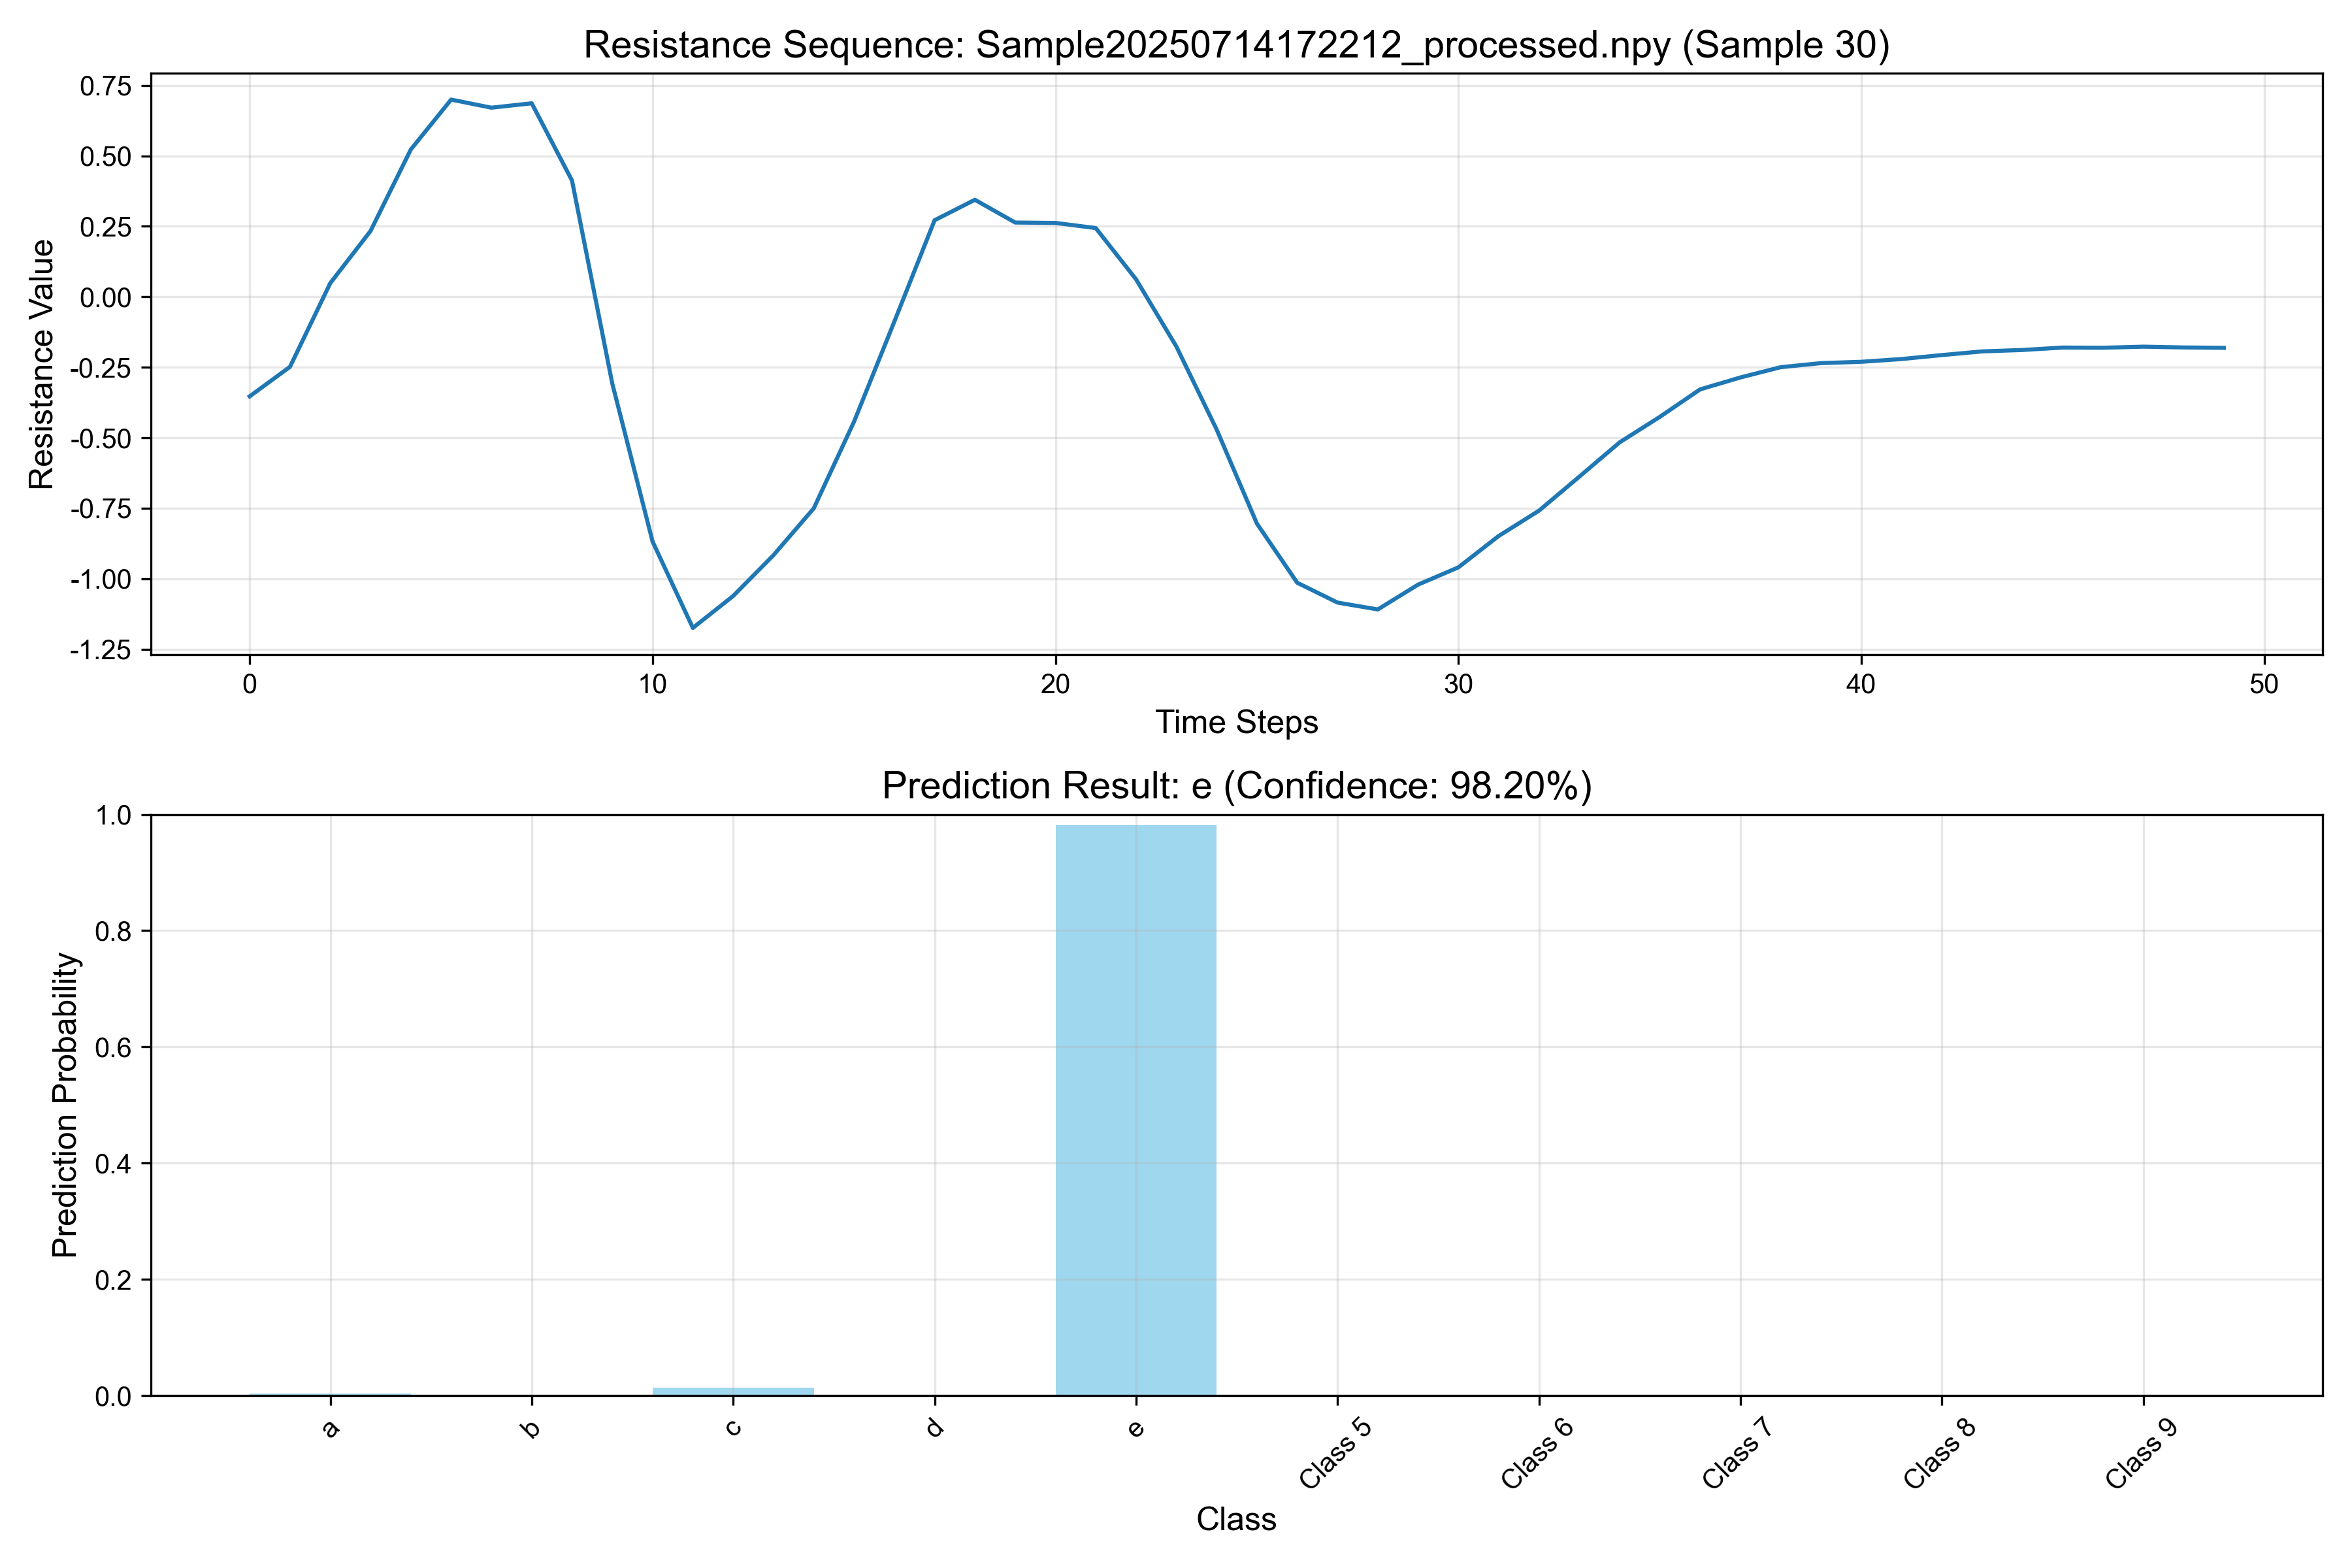 Resistance Sequence: Sample20250714172212_processed.npy (Sample 30)
Resistance Value
0.75
0.50
0.25
0.00
-0.25
-0.50
-0.75
-1.00
-1.25
0 10 20 30 40 50
Time Steps
Prediction Result: e (Confidence: 98.20%)
Prediction Probability
1.0
0.8
0.6
0.4
0.2
0.0
a b c d e Class 5 Class 6 Class 7 Class 8 Class 9
Class